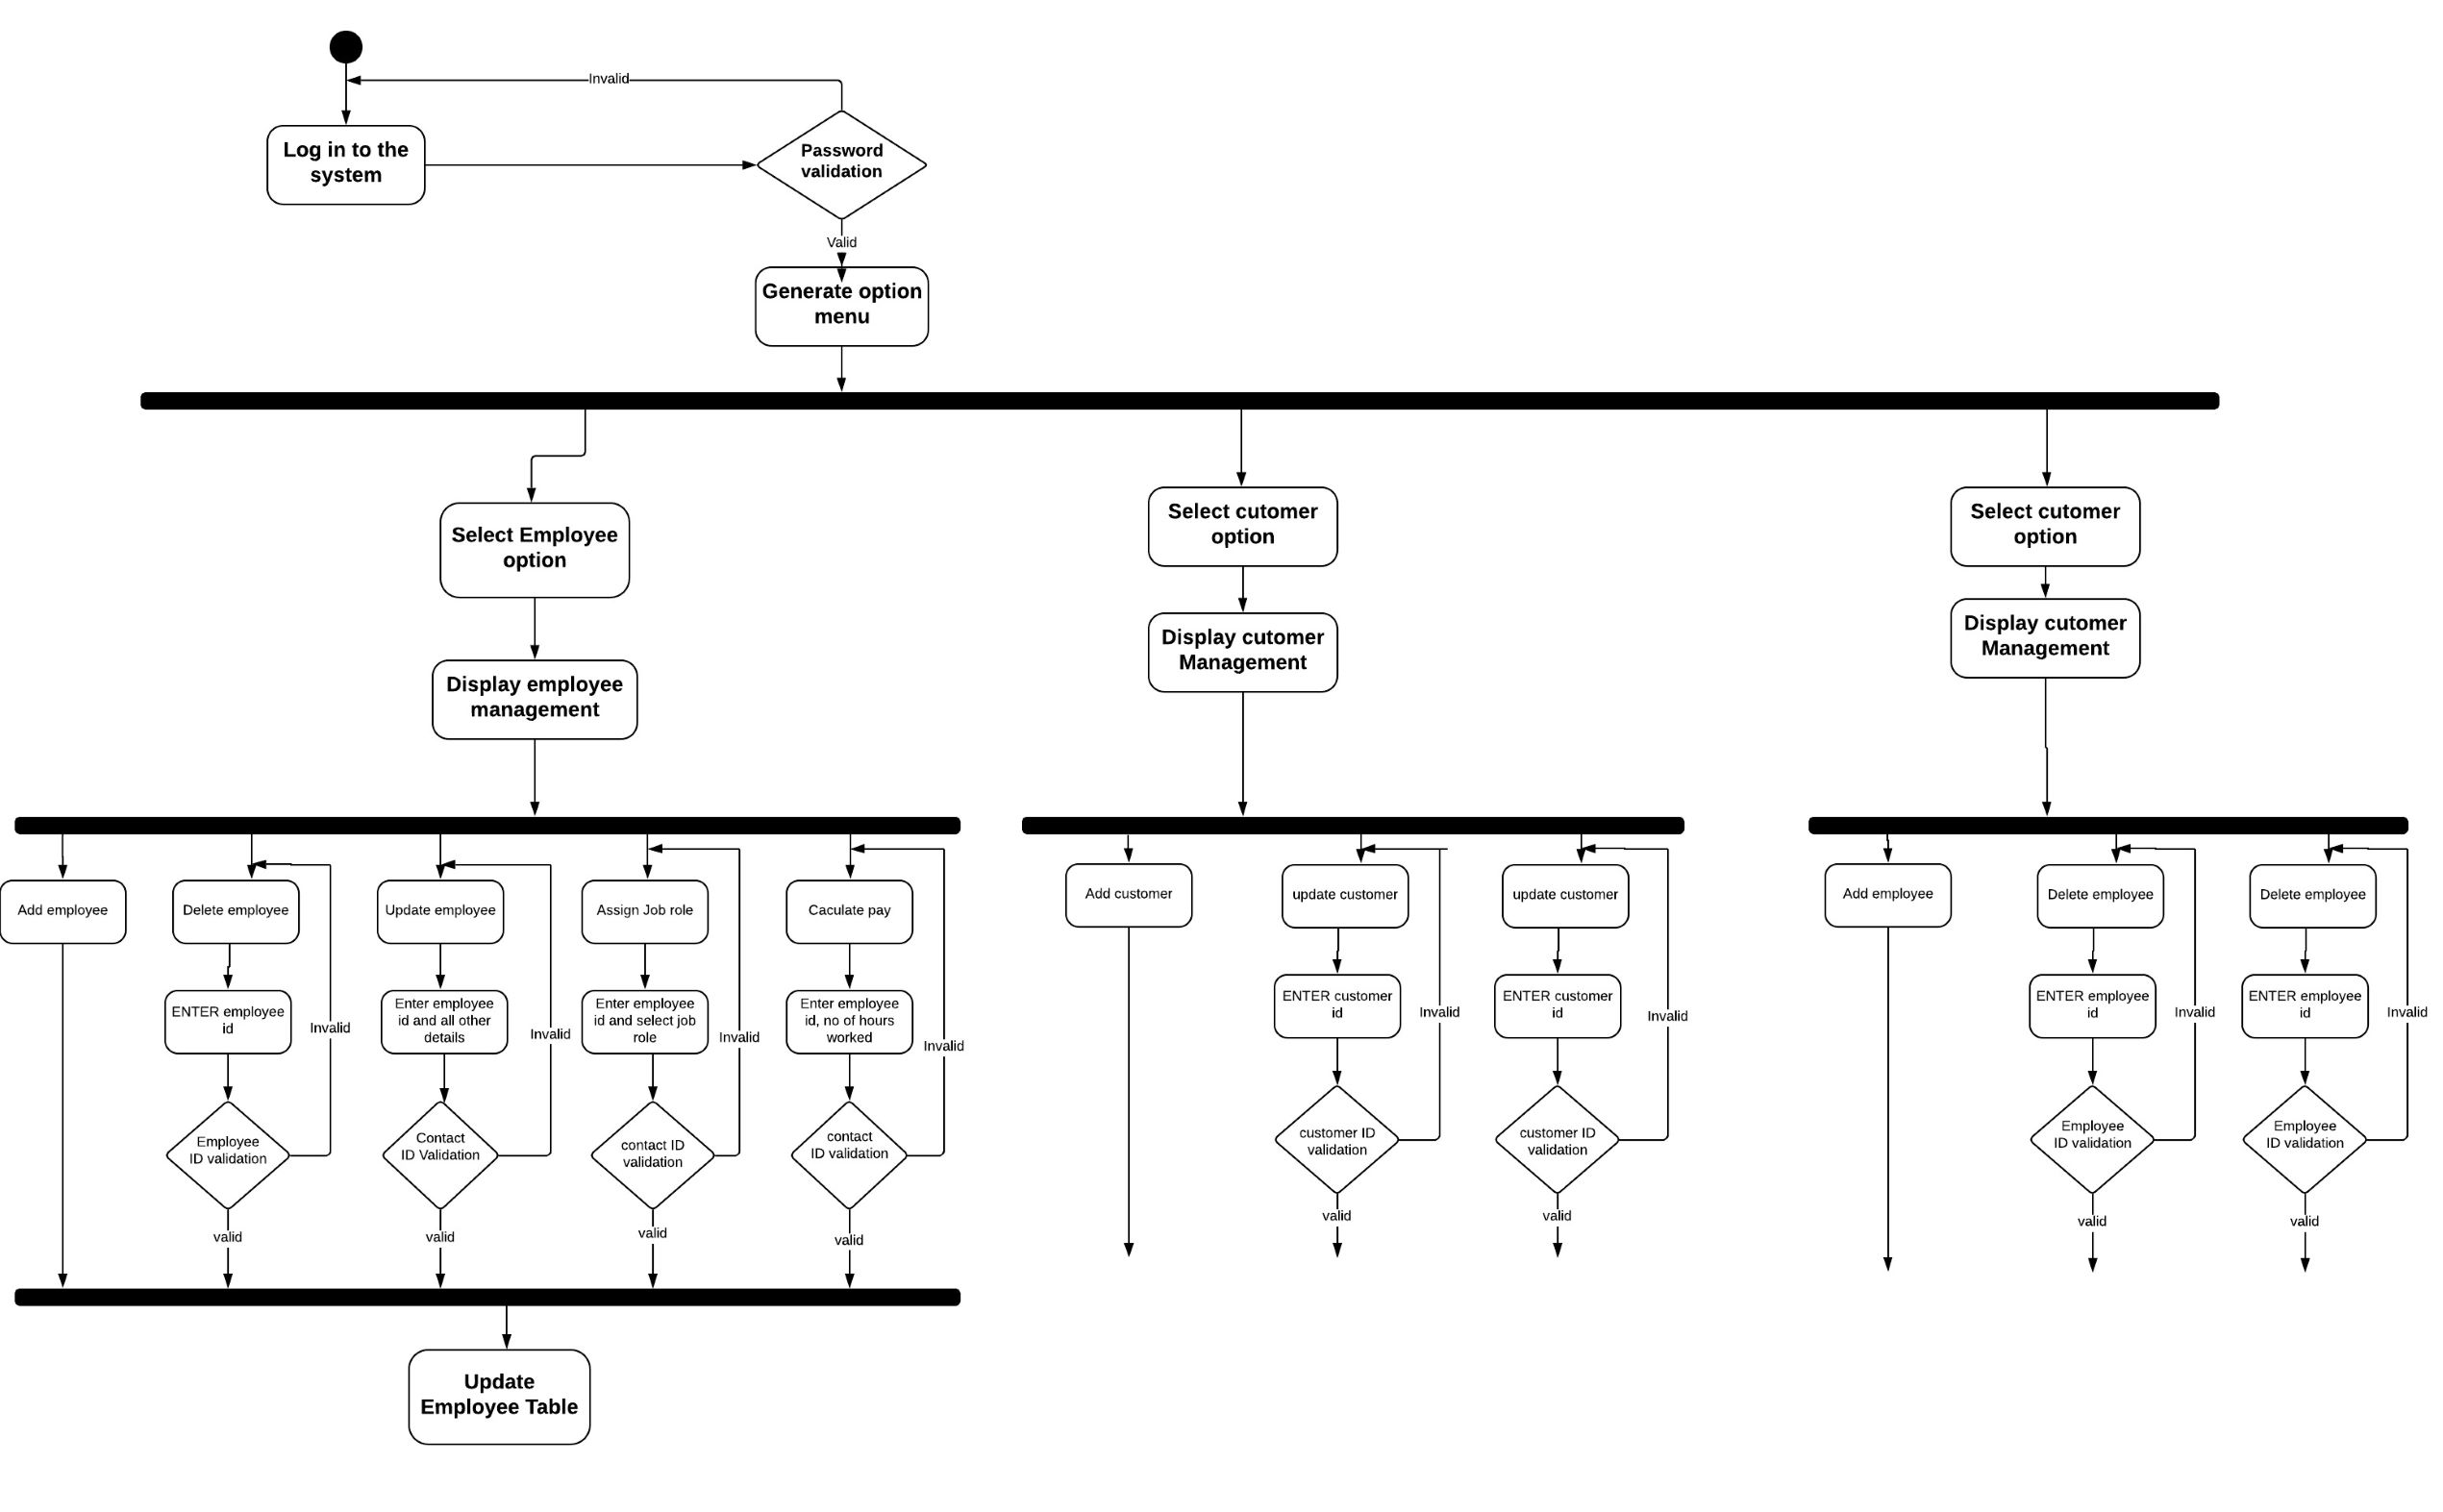 Invalid
Log in to the
system
Password
validation
Valid
Generate option
menu
Select Employee
option
Select cutomer
option
Select cutomer
option
Display employee
management
Display cutomer
Management
Display cutomer
Management
Add employee
Delete employee
Update employee
Assign Job role
Caculate pay
Add customer
update customer
update customer
Add employee
Delete employee
Delete employee
ENTER employee
id
Invalid
Enter employee
id and all other
details
Invalid
Enter employee
id and select job
role
Invalid
Enter employee
id, no of hours
worked
Invalid
ENTER customer
id
Invalid
ENTER customer
id
Invalid
ENTER employee
id
Invalid
ENTER employee
id
Invalid
Employee
ID validation
Contact
ID Validation
contact ID
validation
contact
ID validation
customer ID
validation
customer ID
validation
Employee
ID validation
Employee
ID validation
valid
valid
valid
valid
valid
valid
valid
valid
Update
Employee Table